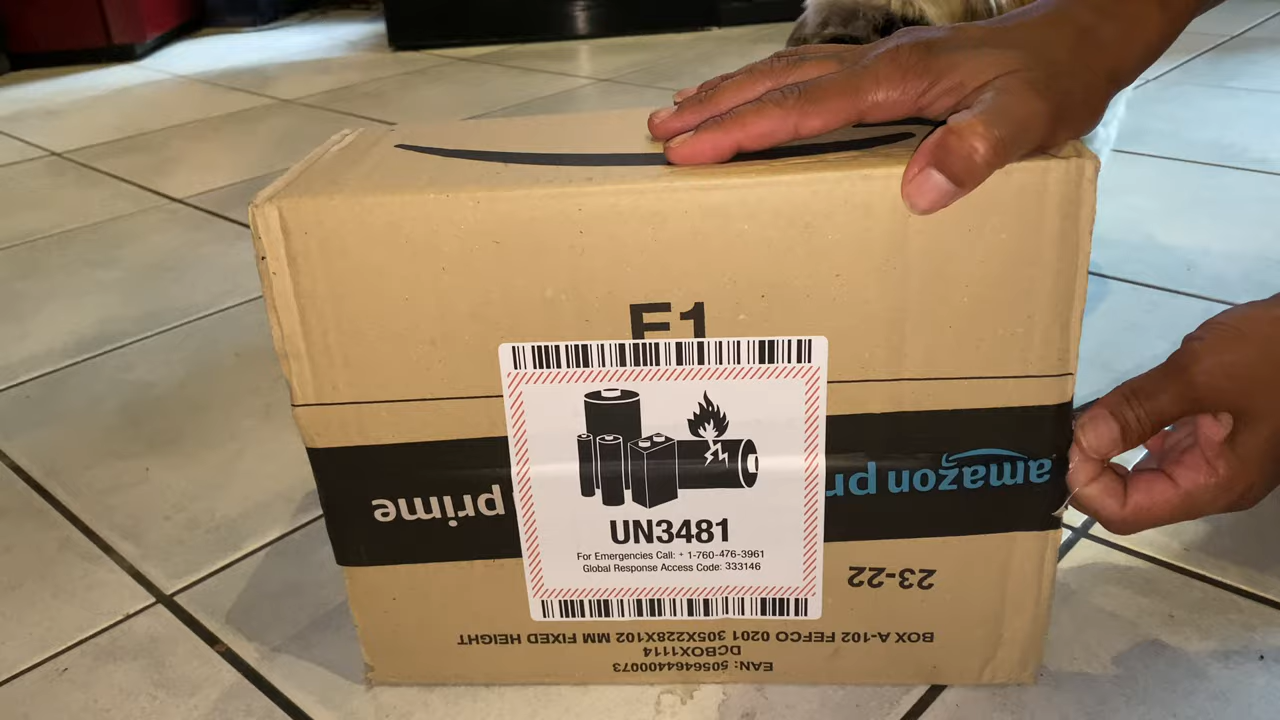 E1
UN3481
For Emergencies Call: + 1-760-476-3961
Global Response Access Code: 333146
amazon pr
prime
23-22
BOX A-102 FEFCO 0201 305X228X102 MM FIXED HEIGHT
DCBOX1114
EAN: 5056464400073